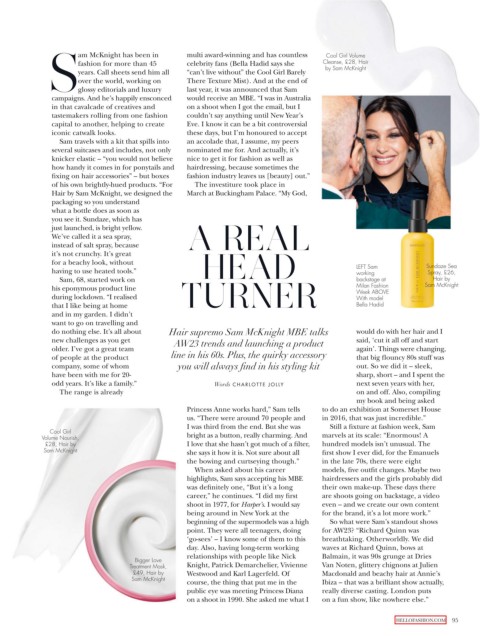 Sam McKnight has been in
fashion for more than 45
years. Call sheets send him all
over the world, working on
glossy editorials and luxury
campaigns. And he's happily ensconced
in that cavalcade of creatives and
tastemakers rolling from one fashion
capital to another, helping to create
iconic catwalk looks.
Sam travels with a kit that spills into
several suitcases and includes, not only
knicker elastic – "you would not believe
how handy it comes in for ponytails and
fixing on hair accessories" – but boxes
of his own brightly-hued products. "For
Hair by Sam McKnight, we designed the
packaging so you understand
what a bottle does as soon as
you see it. Sundaze, which has
just launched, is bright yellow.
We've called it a sea spray,
instead of salt spray, because
it's not crunchy. It's great
for a beachy look, without
having to use heated tools."
Sam, 68, started work on
his eponymous product line
during lockdown. "I realised
that I like being at home
and in my garden. I didn't
want to go on travelling and
do nothing else. It's all about
new challenges as you get
older. I've got a great team
of people at the product
company, some of whom
have been with me for 20-
odd years. It's like a family."
The range is already
multi award-winning and has countless
celebrity fans (Bella Hadid says she
"can't live without" the Cool Girl Barely
There Texture Mist). And at the end of
last year, it was announced that Sam
would receive an MBE. "I was in Australia
on a shoot when I got the email, but I
couldn't say anything until New Year's
Eve. I know it can be a bit controversial
these days, but I'm honoured to accept
an accolade that, I assume, my peers
nominated me for. And actually, it's
nice to get it for fashion as well as
hairdressing, because sometimes the
fashion industry leaves us [beauty] out."
The investiture took place in
March at Buckingham Palace. "My God,
Cool Girl Volume
Cleanse, £28, Hair
by Sam McKnight
A REAL
HEAD
TURNER
Hair supremo Sam McKnight MBE talks
AW23 trends and launching a product
line in his 60s. Plus, the quirky accessory
you will always find in his styling kit
Words CHARLOTTE JOLLY
LEFT Sam
working
backstage at
Milan Fashion
Week ABOVE
With model
Bella Hadid
Sundaze Sea
Spray, £26,
Hair by
Sam McKnight
Princess Anne works hard," Sam tells
us. "There were around 70 people and
I was third from the end. But she was
bright as a button, really charming. And
I love that she hasn't got much of a filter,
she says it how it is. Not sure about all
the bowing and curtseying though."
When asked about his career
highlights, Sam says accepting his MBE
was definitely one, "But it's a long
career," he continues. "I did my first
shoot in 1977, for Harper's. I would say
being around in New York at the
beginning of the supermodels was a high
point. They were all teenagers, doing
'go-sees' – I know some of them to this
day. Also, having long-term working
relationships with people like Nick
Knight, Patrick Demarchelier, Vivienne
Westwood and Karl Lagerfeld. Of
course, the thing that put me in the
public eye was meeting Princess Diana
on a shoot in 1990. She asked me what I
would do with her hair and I
said, 'cut it all off and start
again'. Things were changing,
that big flouncy 80s stuff was
out. So we did it – sleek,
sharp, short – and I spent the
next seven years with her,
on and off. Also, compiling
my book and being asked
to do an exhibition at Somerset House
in 2016, that was just incredible."
Still a fixture at fashion week, Sam
marvels at its scale: "Enormous! A
hundred models isn't unusual. The
first show I ever did, for the Emanuels
in the late 70s, there were eight
models, five outfit changes. Maybe two
hairdressers and the girls probably did
their own make-up. These days there
are shoots going on backstage, a video
even – and we create our own content
for the brand, it's a lot more work."
So what were Sam's standout shows
for AW23? "Richard Quinn was
breathtaking. Otherworldly. We did
waves at Richard Quinn, bows at
Balmain, it was 90s grunge at Dries
Van Noten, glittery chignons at Julien
Macdonald and beachy hair at Annie's
Ibiza – that was a brilliant show actually,
really diverse casting. London puts
on a fun show, like nowhere else."
Cool Girl
Volume Nourish,
£28, Hair by
Sam McKnight
Bigger Love
Treatment Mask,
£49, Hair by
Sam McKnight
HELLOFASHION.COM 95